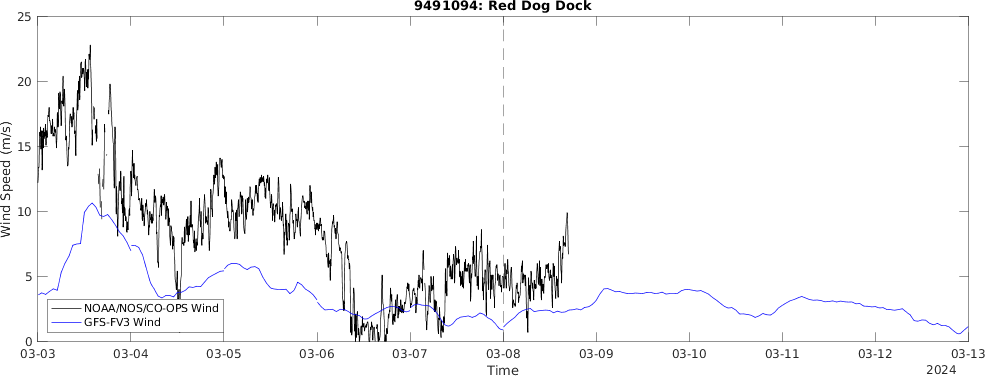 9491094: Red Dog Dock
Wind Speed (m/s)
25
20
15
10
5
0
NOAA/NOS/CO-OPS Wind
GFS-FV3 Wind
03-03 03-04 03-05 03-06 03-07 03-08 03-09 03-10 03-11 03-12 03-13
Time
2024